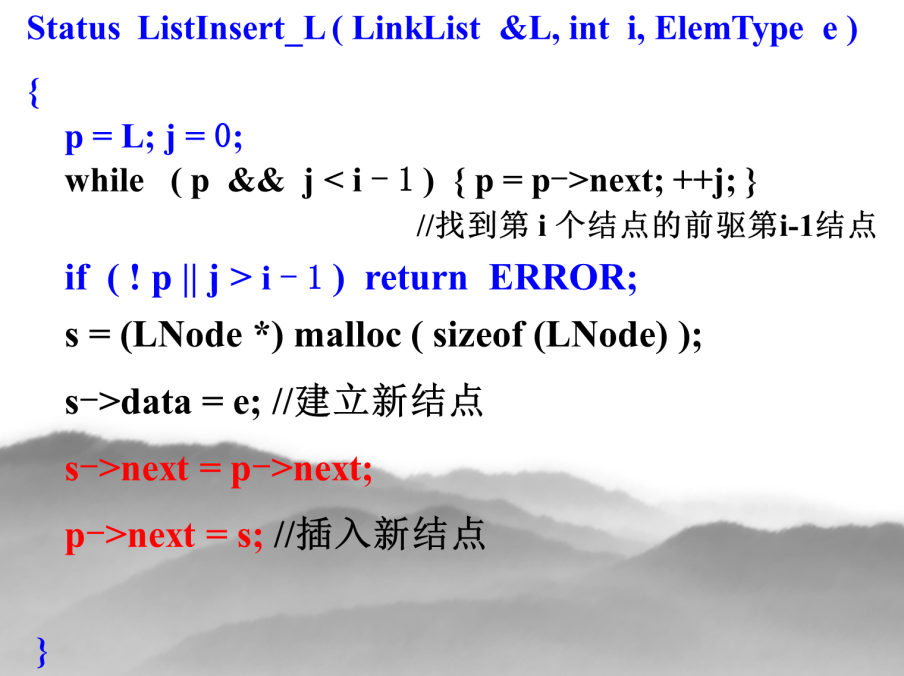 Status ListInsert_L ( LinkList &L, int i, ElemType e )
{
p = L; j = 0;
while ( p && j < i－1 ) { p = p->next; ++j; }
//找到第 i 个结点的前驱第i-1结点
if ( ! p || j > i－1 ) return ERROR;
s = (LNode *) malloc ( sizeof (LNode) );
s->data = e; //建立新结点
s->next = p->next;
p->next = s; //插入新结点
}